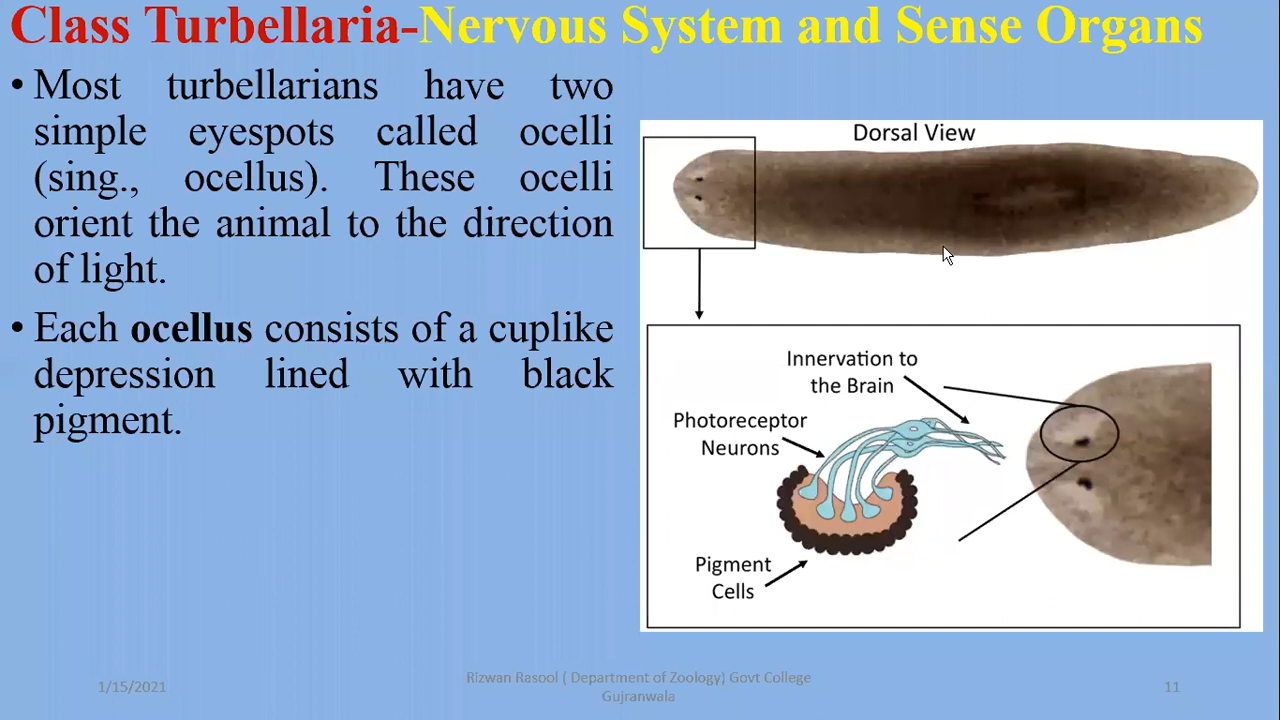 Class Turbellaria-Nervous System and Sense Organs
• Most turbellarians have two
simple eyespots called ocelli
(sing., ocellus). These ocelli
orient the animal to the direction
of light.
• Each ocellus consists of a cuplike
depression lined with black
pigment.
Dorsal View
Innervation to
the Brain
Photoreceptor
Neurons
Pigment
Cells
1/15/2021
Rizwan Rasool ( Department of Zoology) Govt College
Gujranwala
11